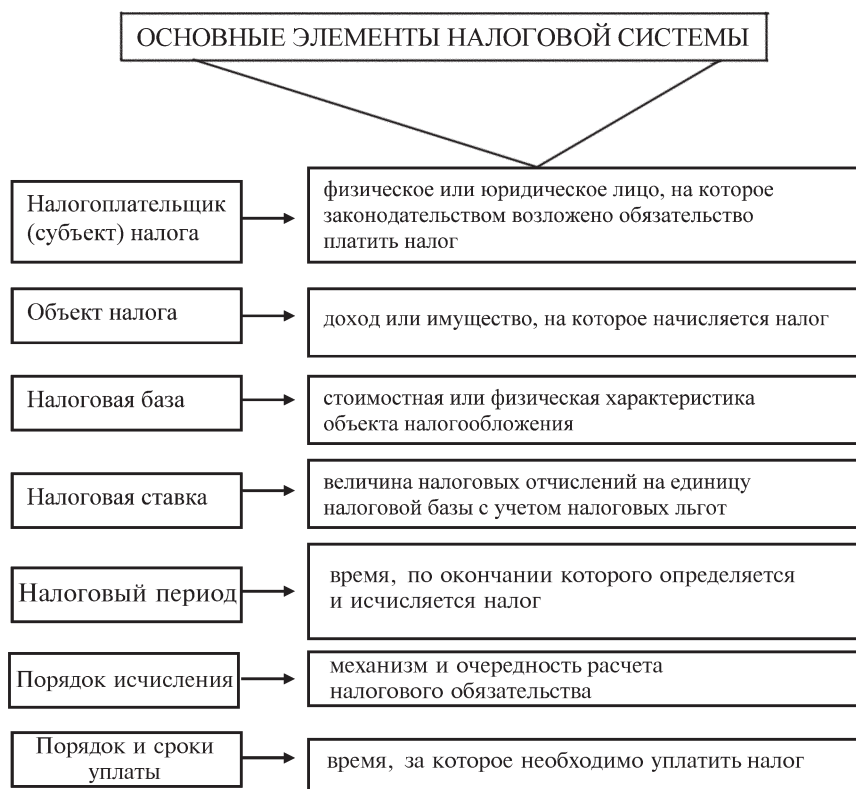 ОСНОВНЫЕ ЭЛЕМЕНТЫ НАЛОГОВОЙ СИСТЕМЫ
Налогоплательщик
(субъект) налога
физическое или юридическое лицо, на которое
законодательством возложено обязательство
платить налог
Объект налога
доход или имущество, на которое начисляется налог
Налоговая база
стоимостная или физическая характеристика
объекта налогообложения
Налоговая ставка
величина налоговых отчислений на единицу
налоговой базы с учетом налоговых льгот
Налоговый период
время, по окончании которого определяется
и исчисляется налог
Порядок исчисления
механизм и очередность расчета
налогового обязательства
Порядок и сроки
уплаты
время, за которое необходимо уплатить налог